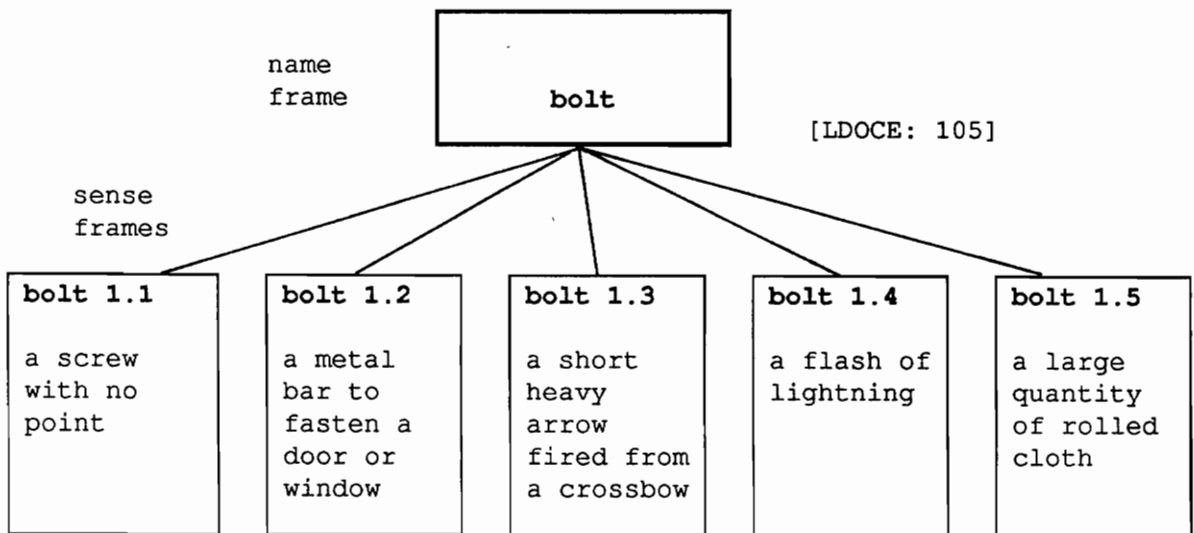 name
frame
bolt
[LDOCE: 105]
sense
frames
bolt 1.1
a screw
with no
point
bolt 1.2
a metal
bar to
fasten a
door or
window
bolt 1.3
a short
heavy
arrow
fired from
a crossbow
bolt 1.4
a flash of
lightning
bolt 1.5
a large
quantity
of rolled
cloth